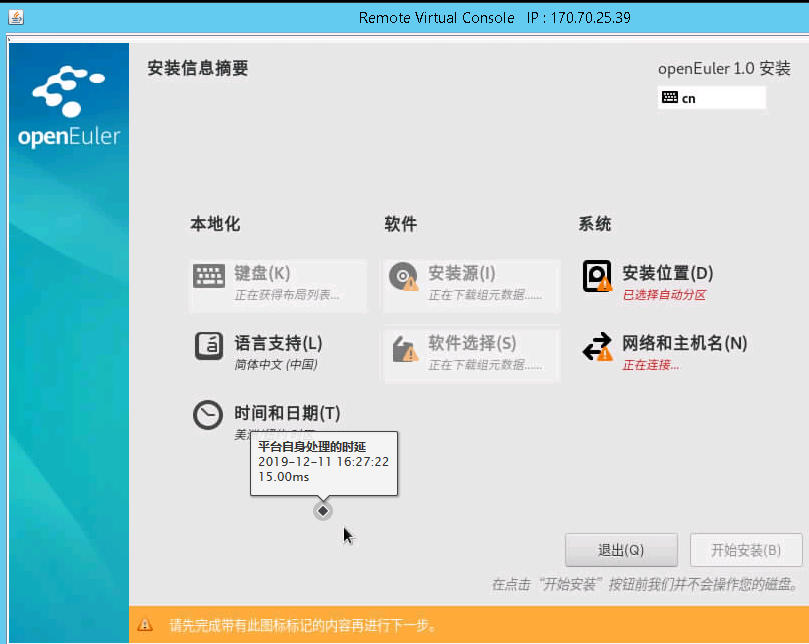 Remote Virtual Console IP : 170.70.25.39
openEuler
安装信息摘要
openEuler 1.0 安装
cn
本地化
软件
系统
键盘(K)
正在获得布局列表...
安装源(I)
正在下载组元数据......
安装位置(D)
已选择自动分区
语言支持(L)
简体中文 (中国)
软件选择(S)
正在下载组元数据......
网络和主机名(N)
正在连接...
时间和日期(T)
平台自身处理的时延
2019-12-11 16:27:22
15.00ms
退出(Q)
开始安装(B)
在点击“开始安装”按钮前我们并不会操作您的磁盘。
请先完成带有此图标标记的内容再进行下一步。